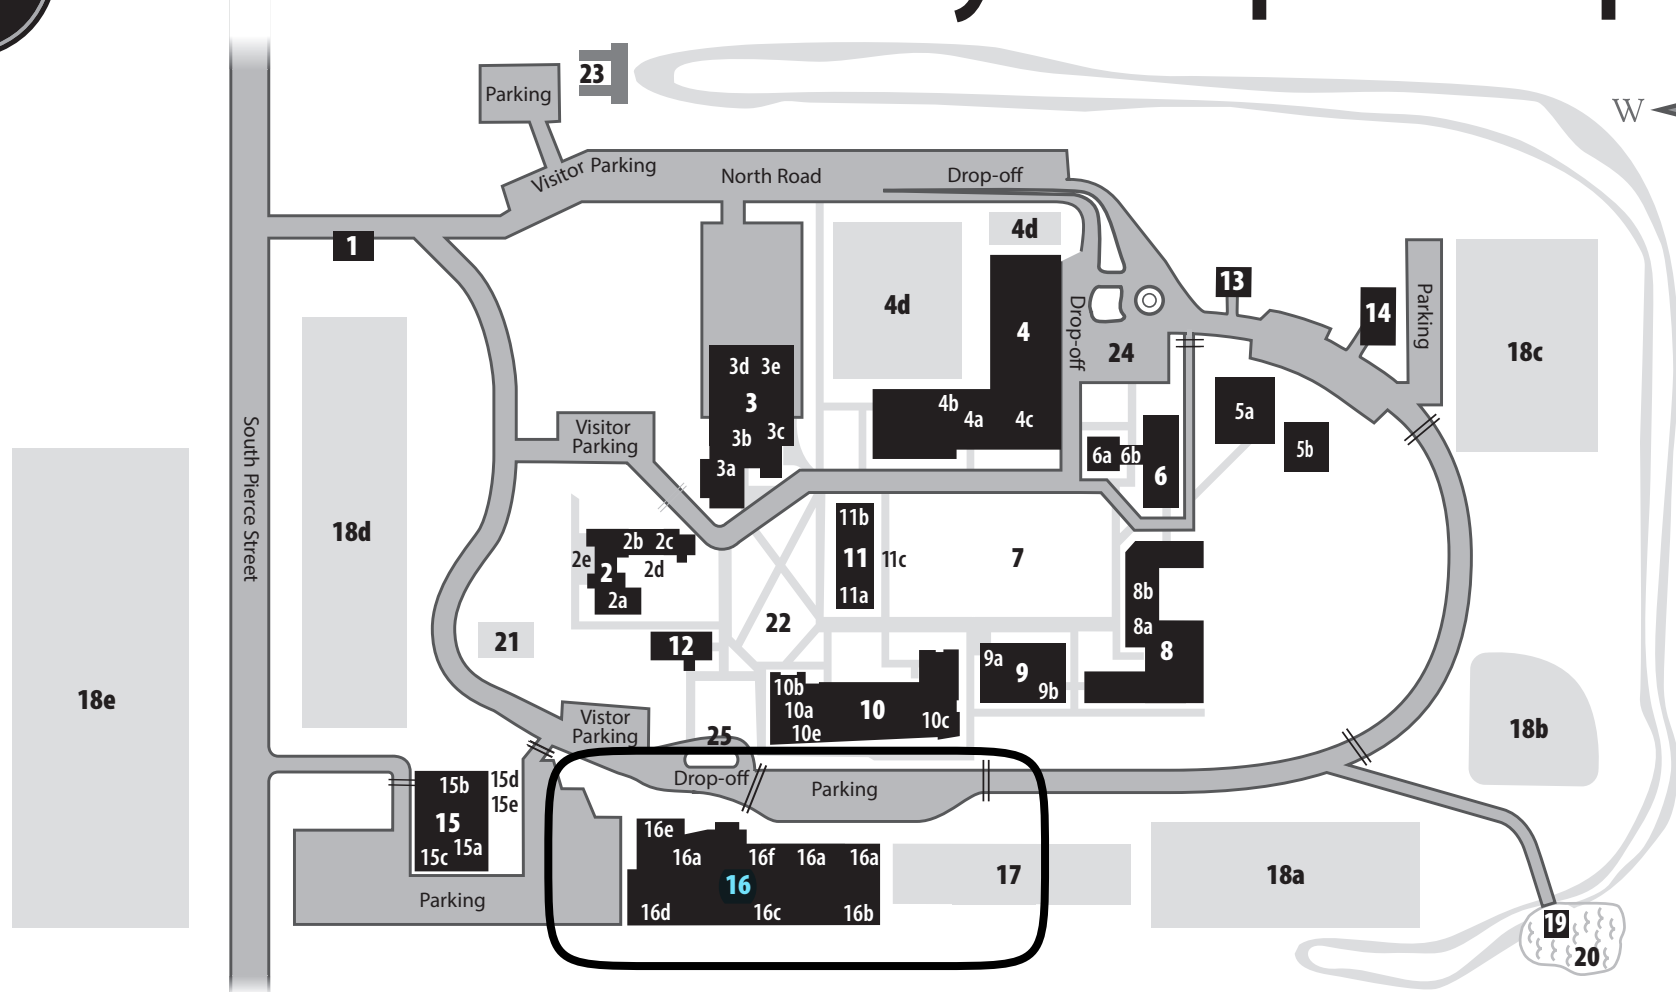 23
Parking
W
Visitor Parking
North Road
Drop-off
1
4d
4d
13
14
Parking
18c
4
Drop-off
24
3d 3e
3
3b 3c
3a
4b
4a
4c
5a
5b
6a 6b
6
Visitor
Parking
South Pierce Street
18d
11b
11
11c
11a
7
2b 2c
2e
2
2d
2a
8b
8a
8
22
21
12
9a
9
9b
18e
10b
10a
10
10c
10e
Vistor
Parking
25
18b
Drop-off
Parking
15b
15d
15e
15
15a
15c
16e
16a
16f
16a
16a
16
16d
16c
16b
17
18a
Parking
19
20